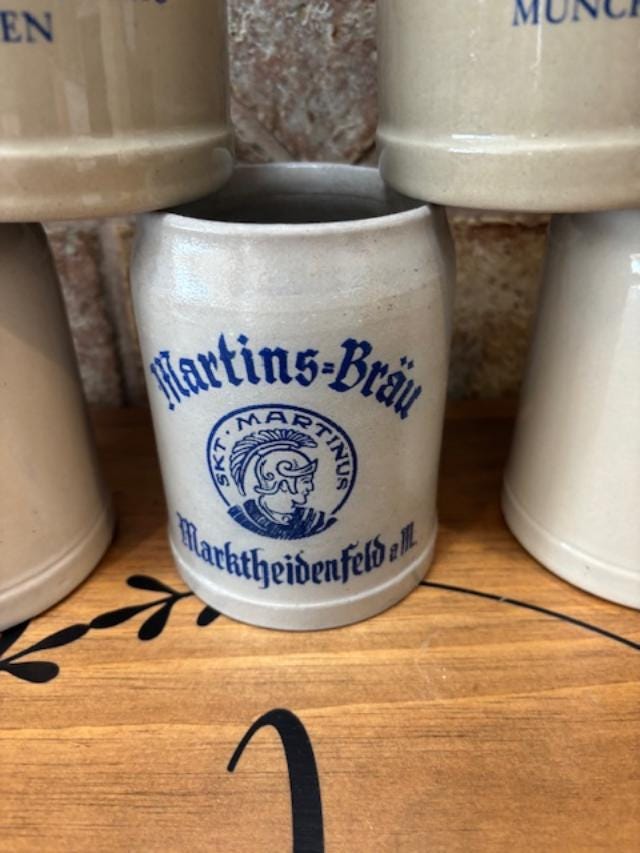 EN
MÜNCH
Martins=Bräu
SKT·MARTINUS
Marktheidenfeld a.M.